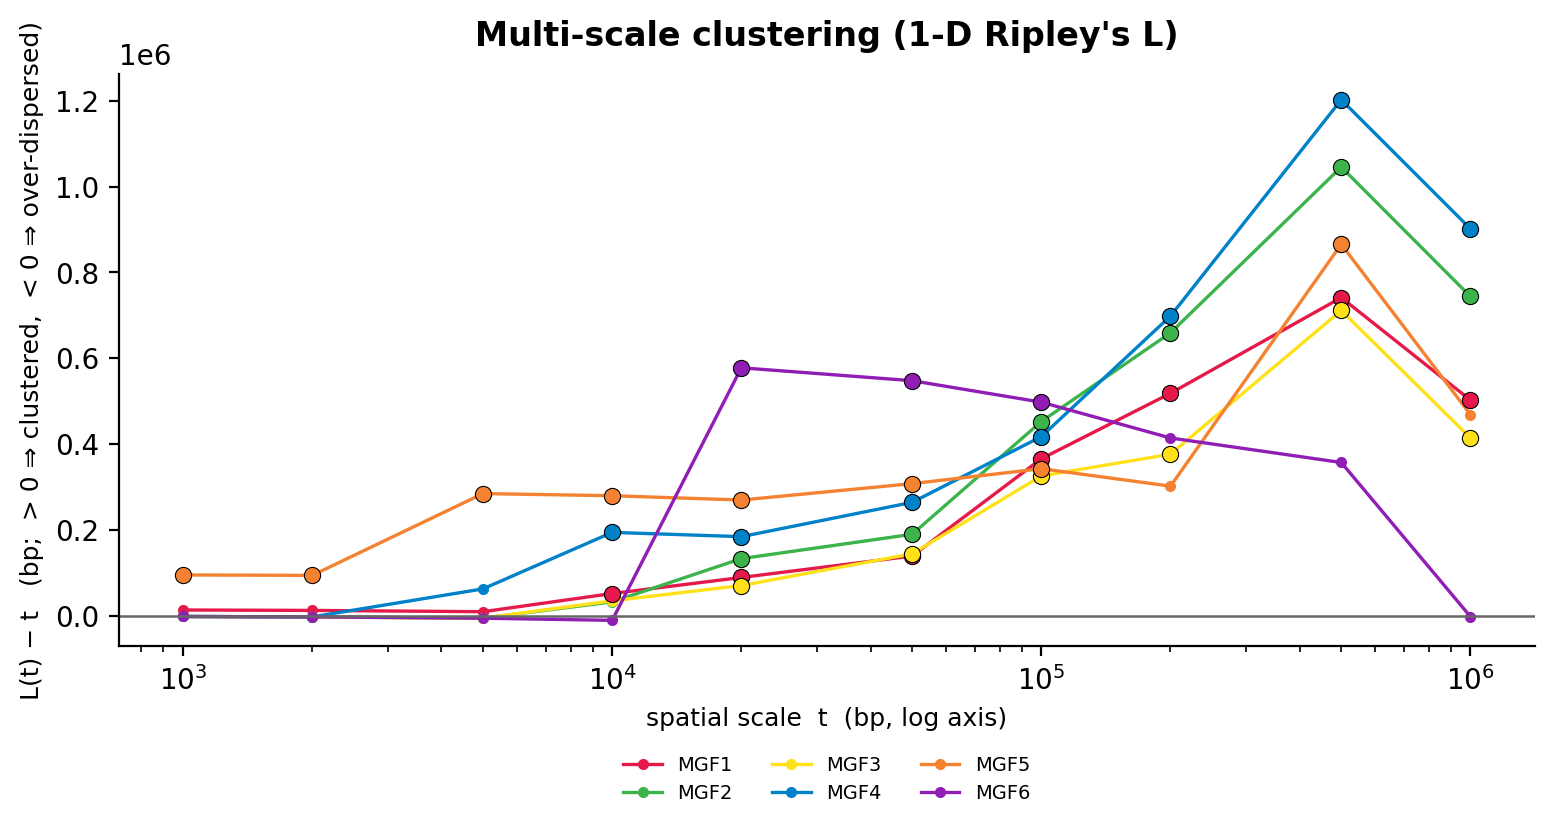 Multi-scale clustering (1-D Ripley's L)
1e6
L(t) − t  (bp;  > 0 ⇒ clustered,  < 0 ⇒ over-dispersed)
1.2
1.0
0.8
0.6
0.4
0.2
0.0
10³ 10⁴ 10⁵ 10⁶
spatial scale  t  (bp, log axis)
MGF1 MGF3 MGF5
MGF2 MGF4 MGF6